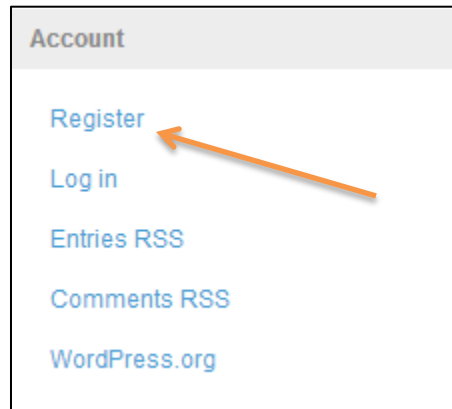 Account
Register
Log in
Entries RSS
Comments RSS
WordPress.org